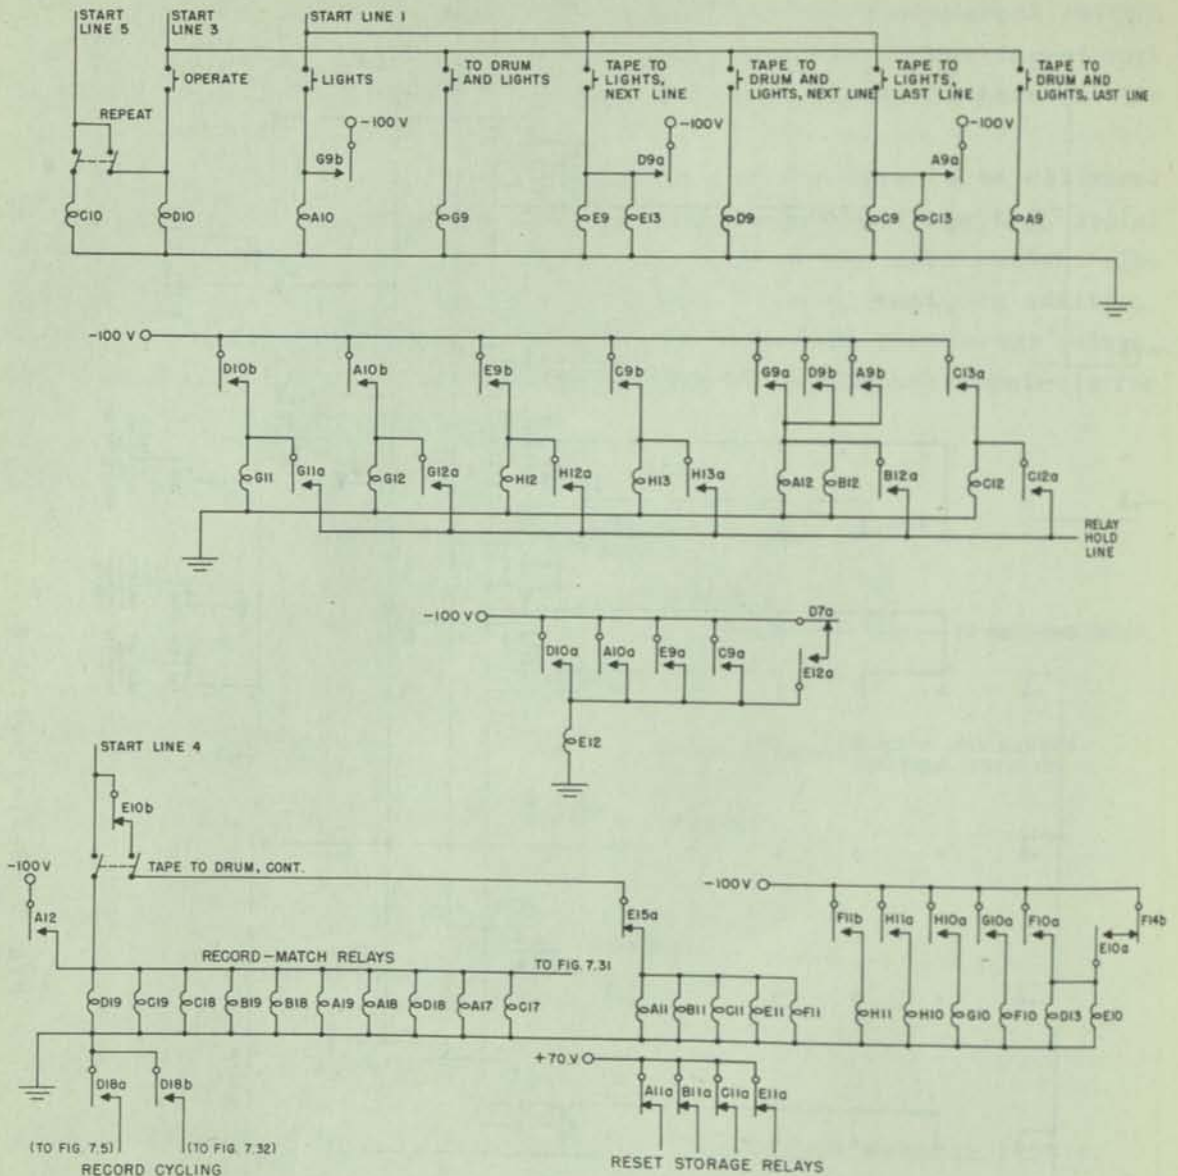 START LINE 5
START LINE 3
START LINE 1
OPERATE
LIGHTS
TO DRUM AND LIGHTS
TAPE TO LIGHTS, NEXT LINE
TAPE TO DRUM AND LIGHTS, NEXT LINE
TAPE TO LIGHTS, LAST LINE
TAPE TO DRUM AND LIGHTS, LAST LINE
REPEAT
-100 V
-100 V
-100 V
G9b
D9a
A9a
C10
D10
A10
G9
E9
E13
D9
C9
C13
A9
-100 V
D10b
A10b
E9b
C9b
G9a
D9b
A9b
C13a
G11
G11a
G12
G12a
H12
H12a
H13
H13a
A12
B12
B12a
C12
C12a
RELAY HOLD LINE
-100 V
D7a
D10a
A10a
E9a
C9a
E12a
E12
START LINE 4
E10b
-100 V
TAPE TO DRUM, CONT.
-100 V
A12
E15a
F11b
H11a
H10a
G10a
F10a
E10a
F14b
RECORD-MATCH RELAYS
TO FIG. 7.31
D19
C19
C18
B19
B18
A19
A18
D18
A17
C17
A11
B11
C11
E11
F11
H11
H10
G10
F10
D13
E10
+70 V
D18a
D18b
A11a
B11a
C11a
E11a
(TO FIG. 7.5)
(TO FIG. 7.32)
RECORD CYCLING
RESET STORAGE RELAYS